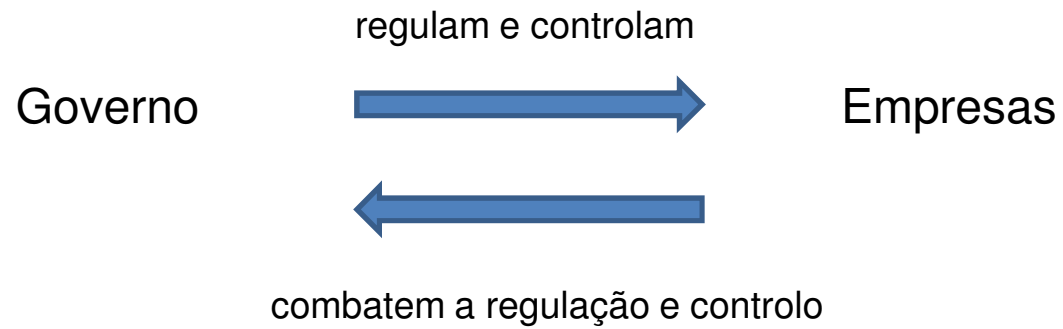 regulam e controlam
Governo Empresas
combatem a regulação e controlo